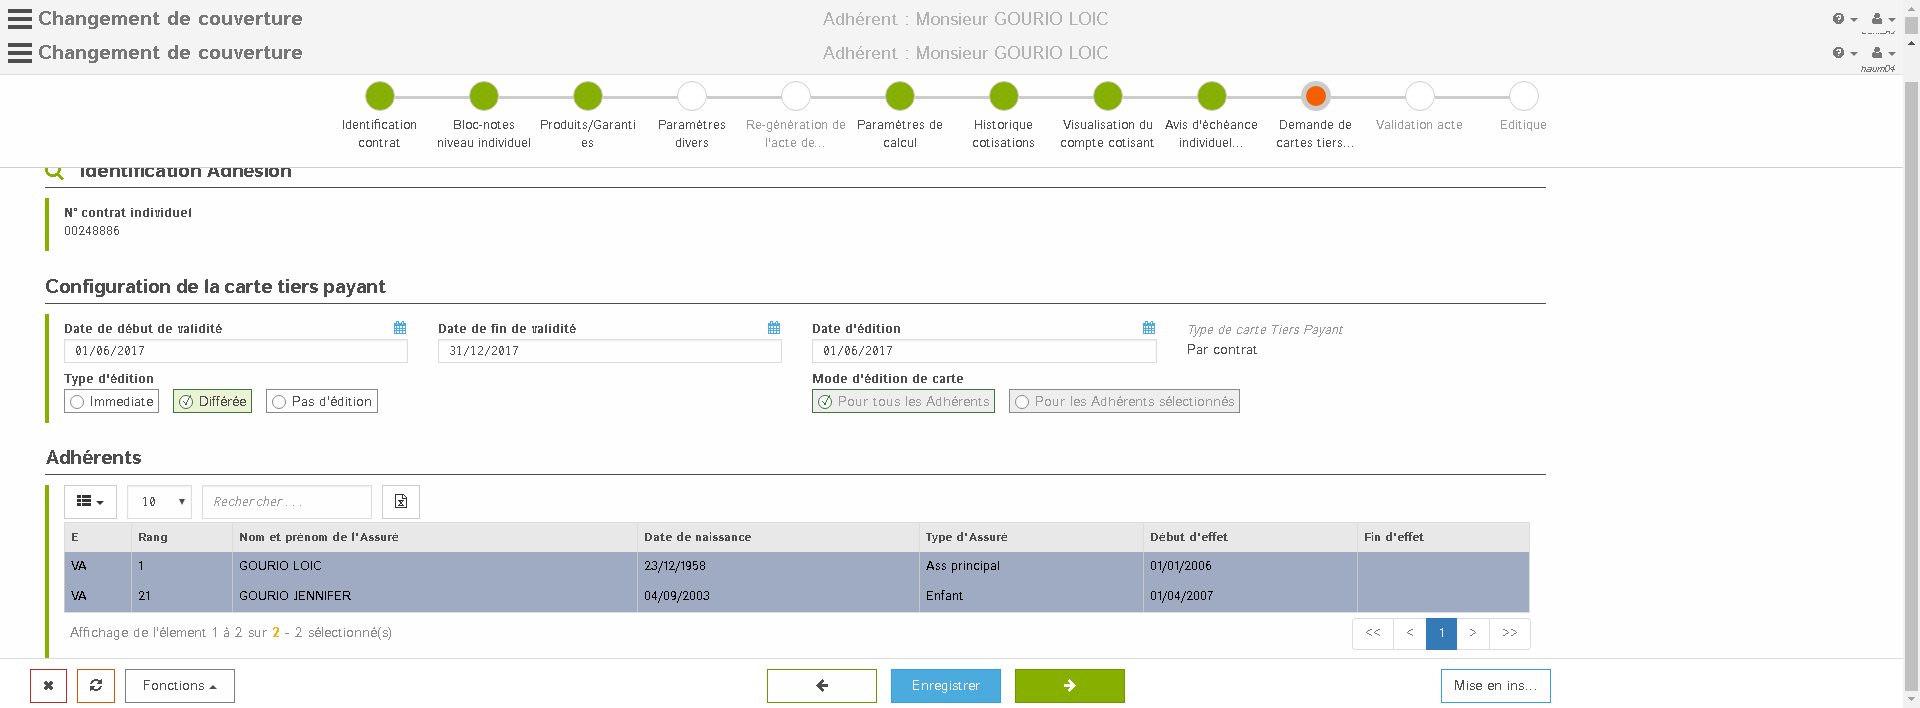 Changement de couverture
Adhérent : Monsieur GOURIO LOIC
Changement de couverture
Adhérent : Monsieur GOURIO LOIC
haum04
Identification contrat
Bloc-notes niveau individuel
Produits/Garanti es
Paramètres divers
Re-génération de l'acte de...
Paramètres de calcul
Historique cotisations
Visualisation du compte cotisant
Avis d'échéance individuel...
Demande de cartes tiers...
Validation acte
Editique
Identification Adhésion
N° contrat individuel
00248886
Configuration de la carte tiers payant
Date de début de validité
01/06/2017
Date de fin de validité
31/12/2017
Date d'édition
01/06/2017
Type de carte Tiers Payant
Par contrat
Type d'édition
Immediate Différée Pas d'édition
Mode d'édition de carte
Pour tous les Adhérents Pour les Adhérents sélectionnés
Adhérents
10 Rechercher...
E Rang Nom et prénom de l'Assuré Date de naissance Type d'Assuré Début d'effet Fin d'effet
VA 1 GOURIO LOIC 23/12/1958 Ass principal 01/01/2006
VA 21 GOURIO JENNIFER 04/09/2003 Enfant 01/04/2007
Affichage de l'élement 1 à 2 sur 2 - 2 sélectionné(s)
<< < 1 > >>
Fonctions
Enregistrer
Mise en ins...